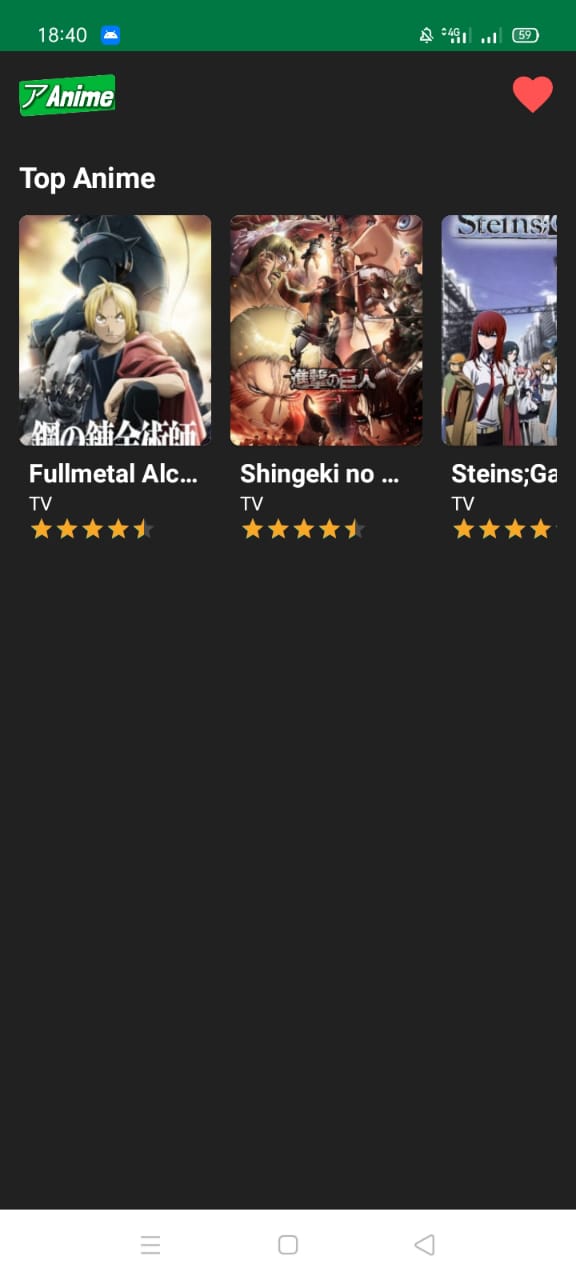 18:40
4G
59
アAnime
Top Anime
Steins;G
鋼の錬金術師
進撃の巨人
Fullmetal Alc...
Shingeki no ...
Steins;Ga
TV
TV
TV